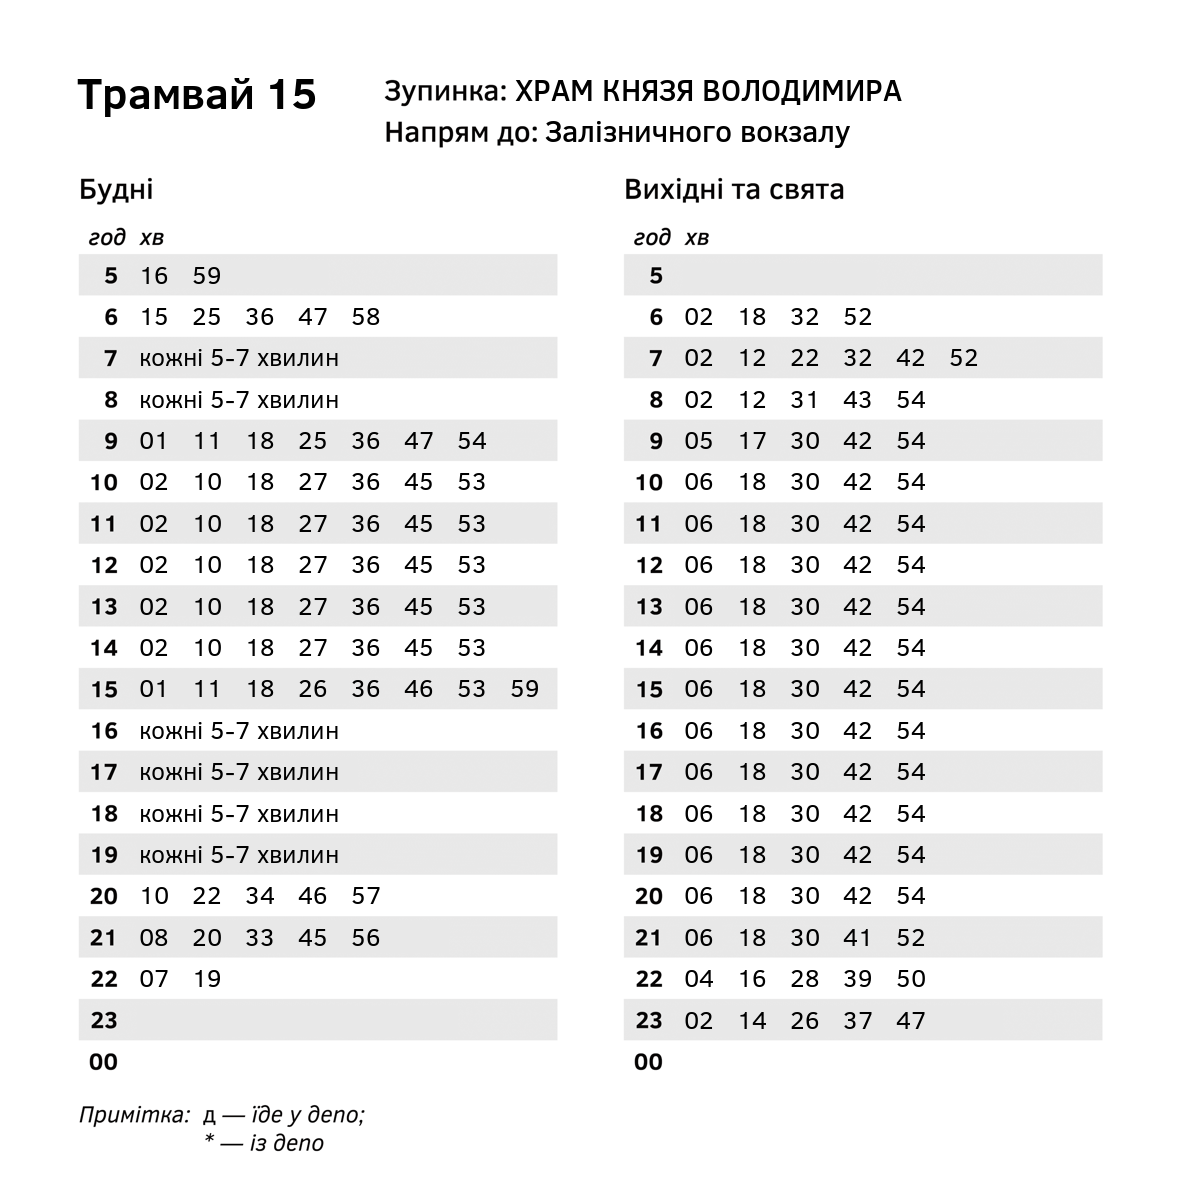 Трамвай 15
Зупинка: ХРАМ КНЯЗЯ ВОЛОДИМИРА
Напрям до: Залізничного вокзалу
Будні
год хв
5 16 59
6 15 25 36 47 58
7 кожні 5-7 хвилин
8 кожні 5-7 хвилин
9 01 11 18 25 36 47 54
10 02 10 18 27 36 45 53
11 02 10 18 27 36 45 53
12 02 10 18 27 36 45 53
13 02 10 18 27 36 45 53
14 02 10 18 27 36 45 53
15 01 11 18 26 36 46 53 59
16 кожні 5-7 хвилин
17 кожні 5-7 хвилин
18 кожні 5-7 хвилин
19 кожні 5-7 хвилин
20 10 22 34 46 57
21 08 20 33 45 56
22 07 19
23
00
Вихідні та свята
год хв
5
6 02 18 32 52
7 02 12 22 32 42 52
8 02 12 31 43 54
9 05 17 30 42 54
10 06 18 30 42 54
11 06 18 30 42 54
12 06 18 30 42 54
13 06 18 30 42 54
14 06 18 30 42 54
15 06 18 30 42 54
16 06 18 30 42 54
17 06 18 30 42 54
18 06 18 30 42 54
19 06 18 30 42 54
20 06 18 30 42 54
21 06 18 30 41 52
22 04 16 28 39 50
23 02 14 26 37 47
00
Примітка: д — їде у депо;
* — із депо